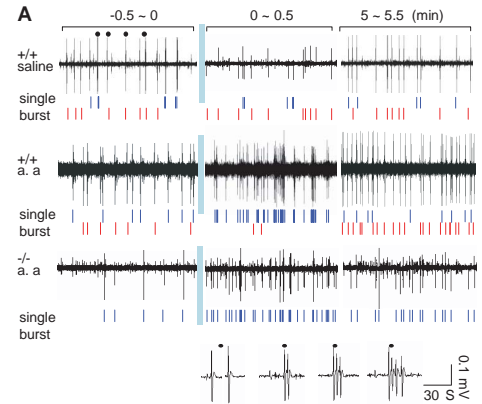 A
-0.5 ~ 0 0 ~ 0.5 5 ~ 5.5 (min)
+/+
saline
single
burst
+/+
a. a
single
burst
-/-
a. a
single
burst
0.1 mV
30 S